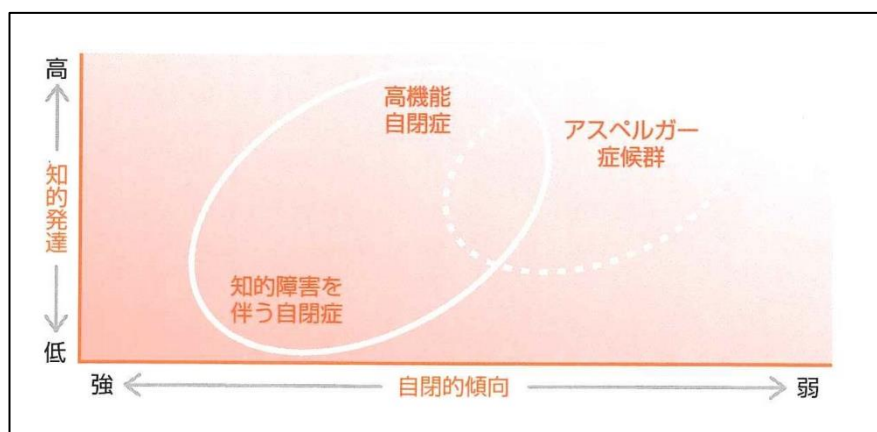 高
知的発達
低
高機能
自閉症
アスペルガー
症候群
知的障害を
伴う自閉症
強
自閉的傾向
弱